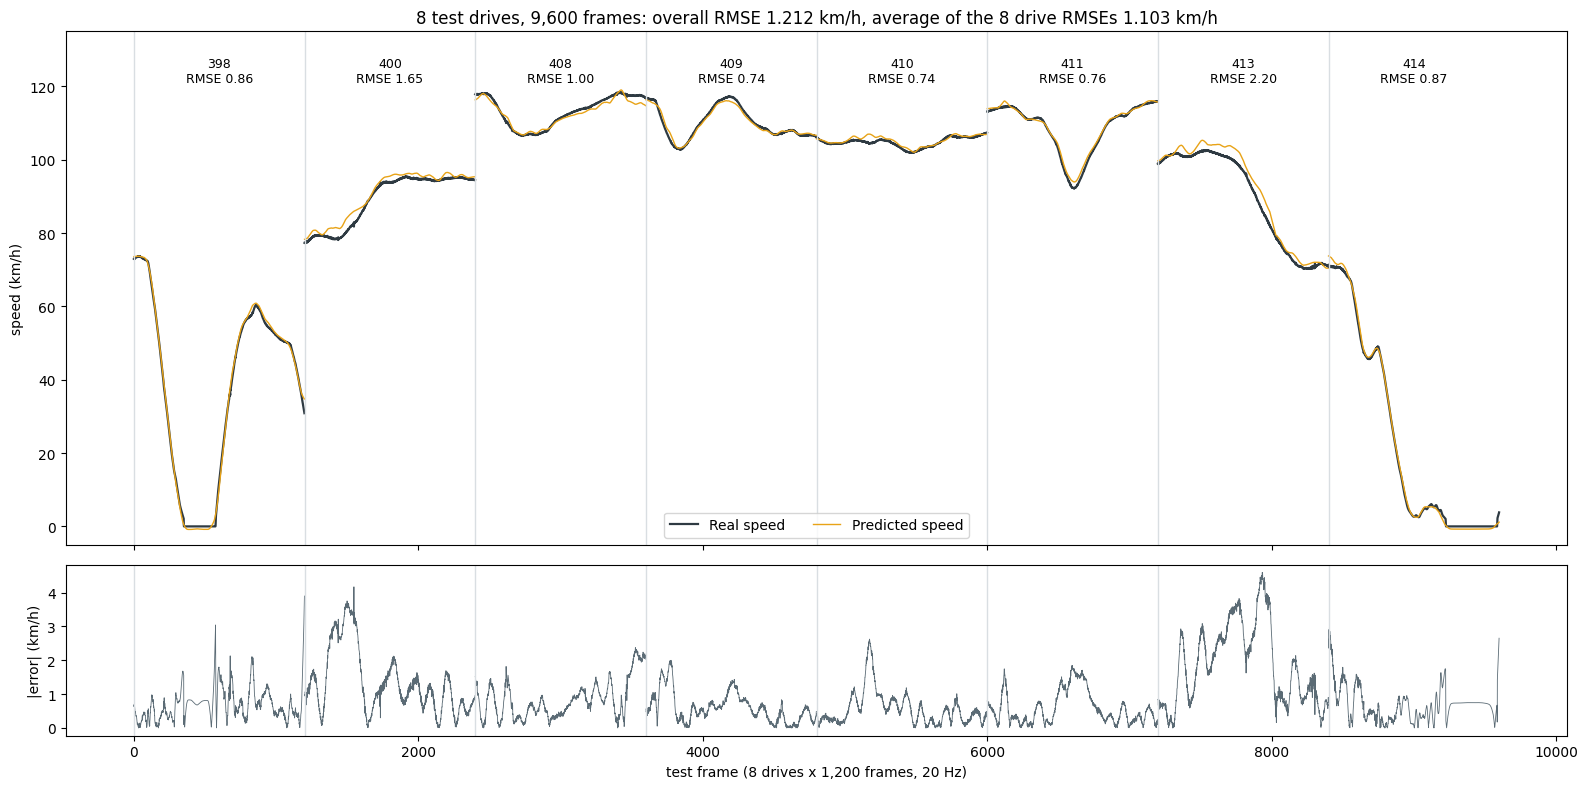 8 test drives, 9,600 frames: overall RMSE 1.212 km/h, average of the 8 drive RMSEs 1.103 km/h
398
RMSE 0.86
400
RMSE 1.65
408
RMSE 1.00
409
RMSE 0.74
410
RMSE 0.74
411
RMSE 0.76
413
RMSE 2.20
414
RMSE 0.87
speed (km/h)
120
100
80
60
40
20
0
Real speed
Predicted speed
|error| (km/h)
4
3
2
1
0
0
2000
4000
6000
8000
10000
test frame (8 drives x 1,200 frames, 20 Hz)